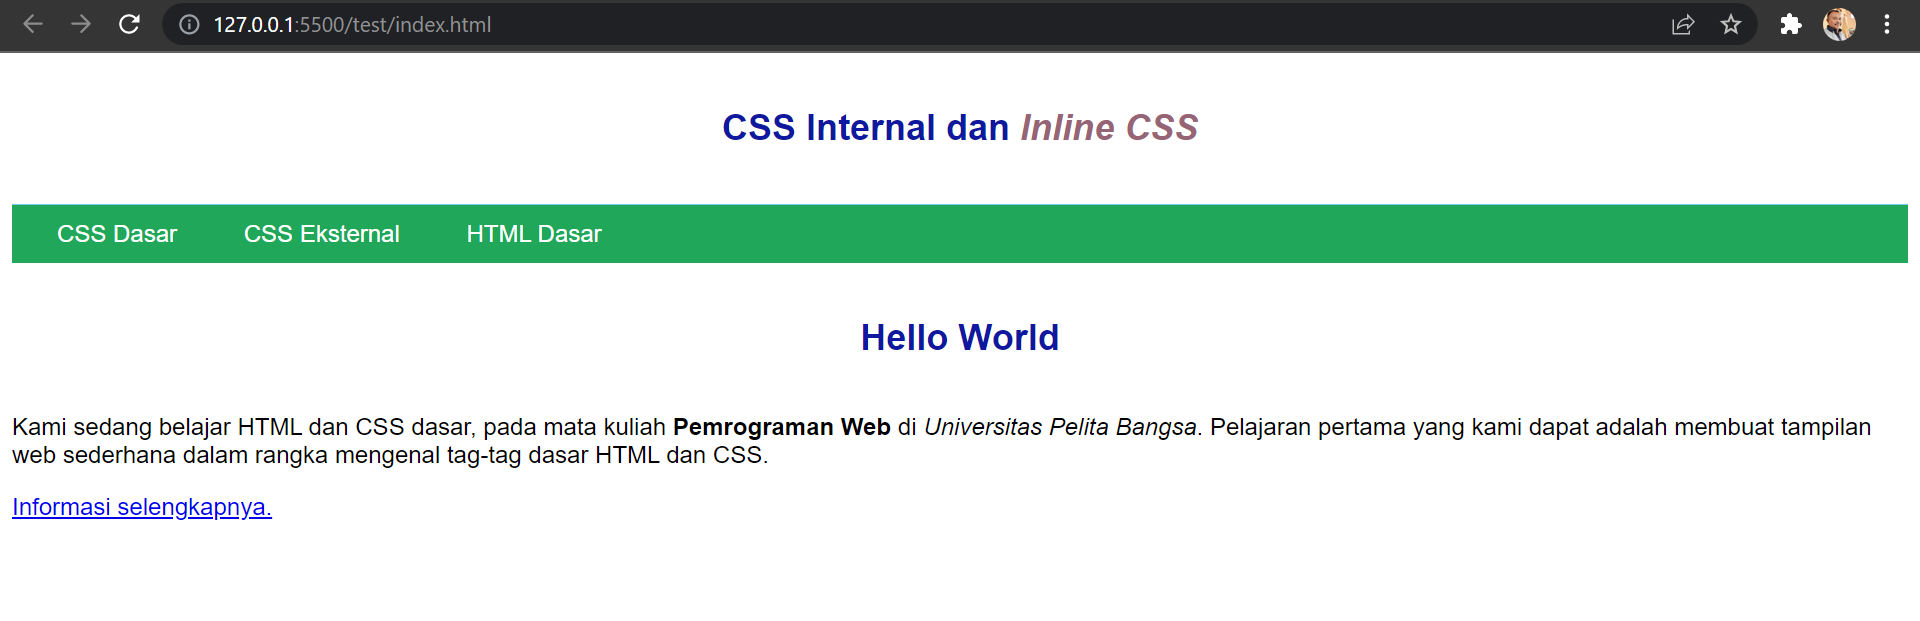 127.0.0.1:5500/test/index.html
CSS Internal dan Inline CSS
CSS Dasar CSS Eksternal HTML Dasar
Hello World
Kami sedang belajar HTML dan CSS dasar, pada mata kuliah Pemrograman Web di Universitas Pelita Bangsa. Pelajaran pertama yang kami dapat adalah membuat tampilan
web sederhana dalam rangka mengenal tag-tag dasar HTML dan CSS.
Informasi selengkapnya.